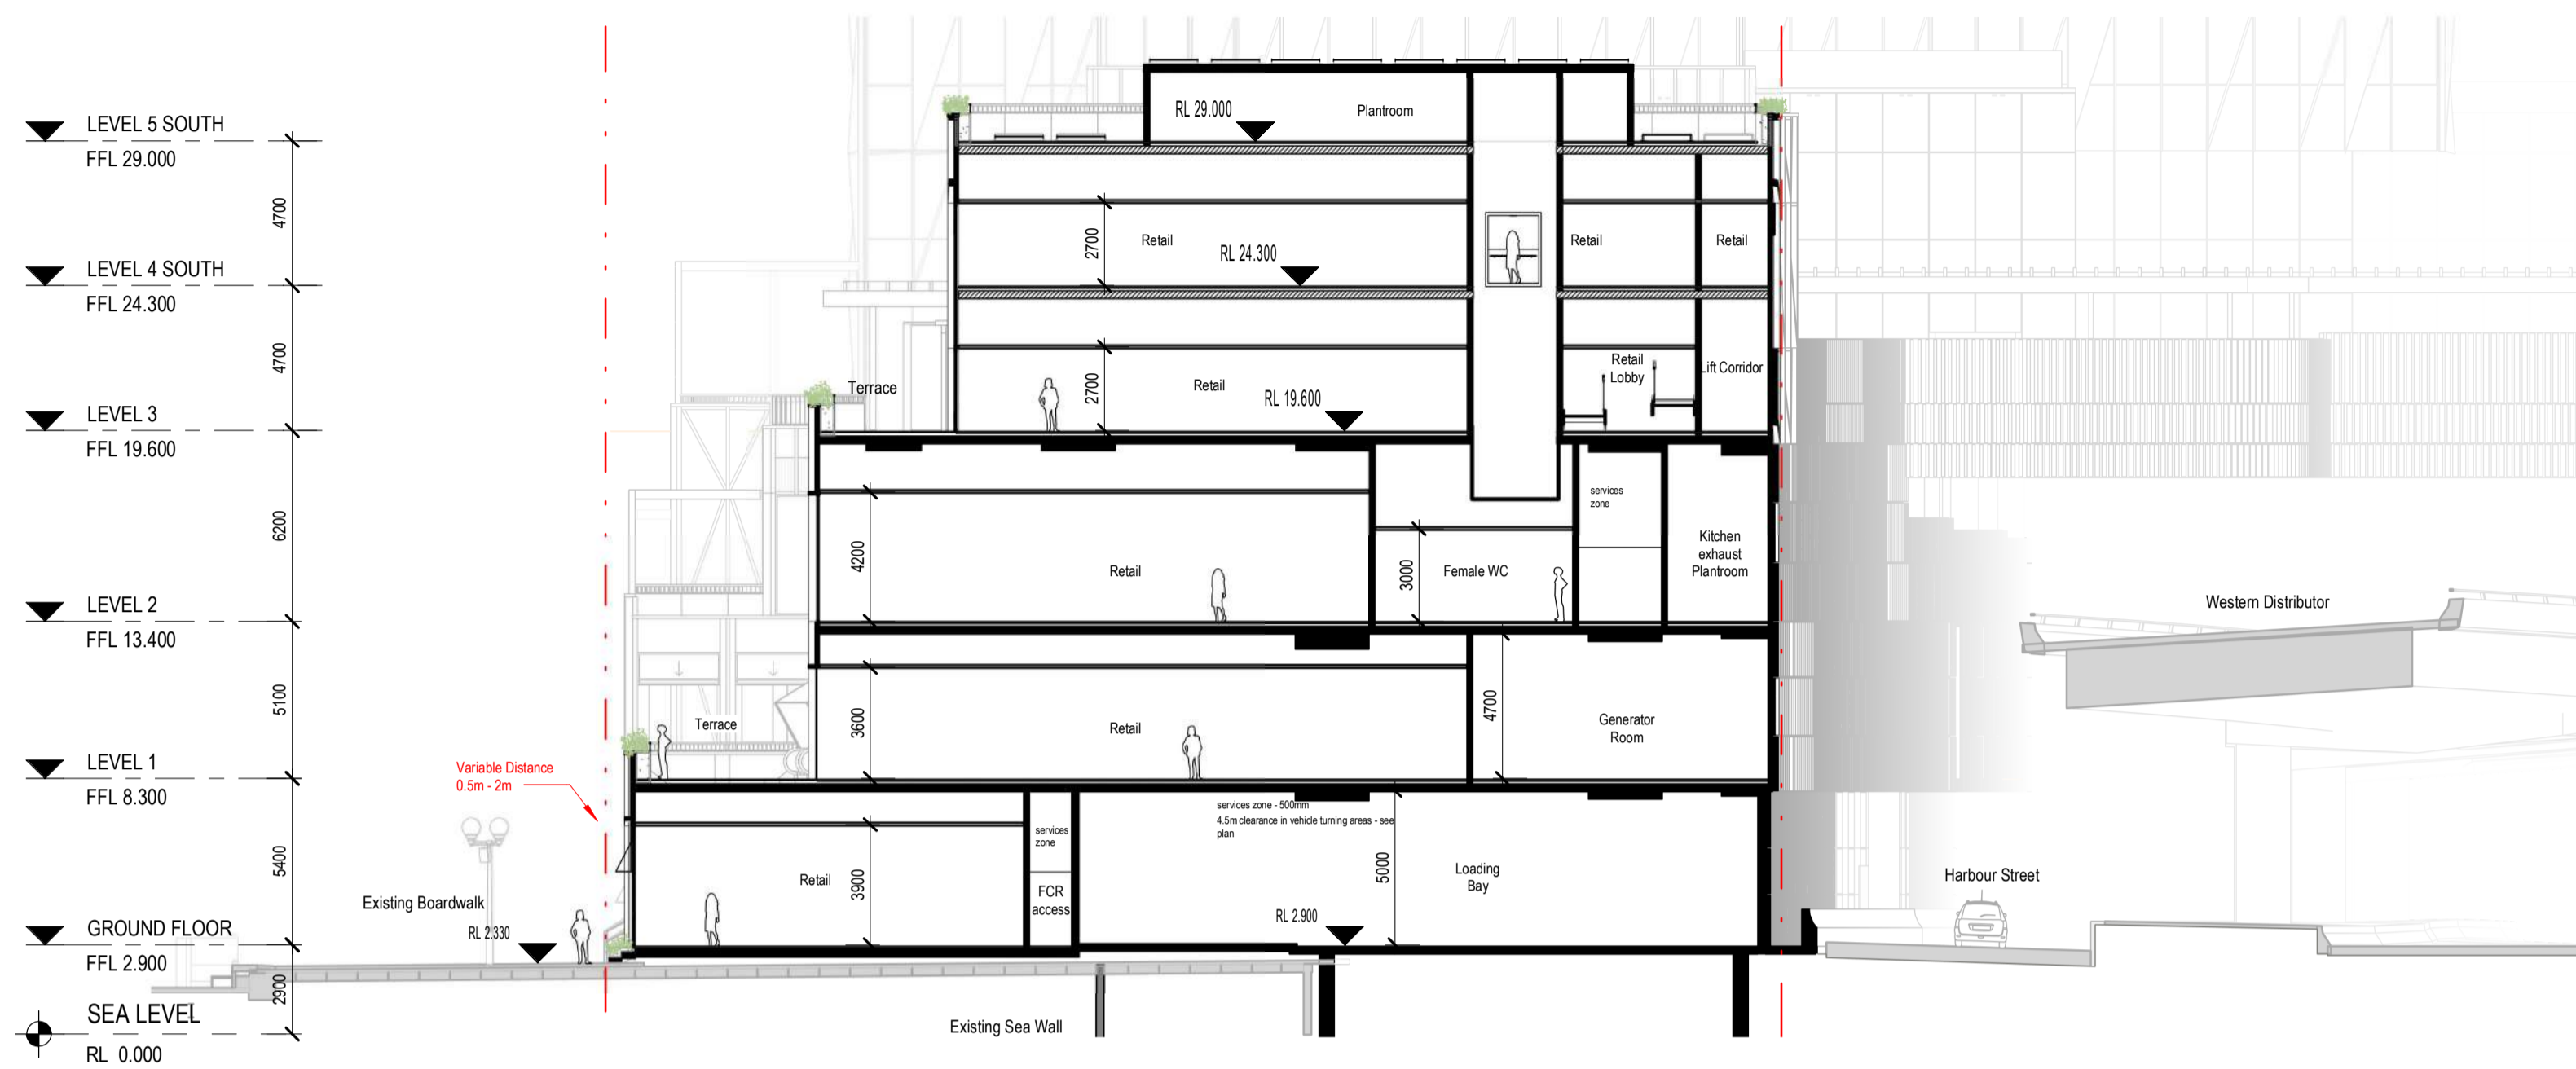 LEVEL 5 SOUTH
FFL 29.000
4700
LEVEL 4 SOUTH
FFL 24.300
4700
LEVEL 3
FFL 19.600
6200
LEVEL 2
FFL 13.400
5100
LEVEL 1
FFL 8.300
5400
GROUND FLOOR
FFL 2.900
2900
SEA LEVEL
RL 0.000
RL 29.000
Plantroom
2700
Retail
RL 24.300
Retail
Retail
Terrace
2700
Retail
RL 19.600
Retail
Lobby
Lift Corridor
4200
Retail
3000
Female WC
services
zone
Kitchen
exhaust
Plantroom
Terrace
3600
Retail
4700
Generator
Room
Variable Distance
0.5m - 2m
Existing Boardwalk
RL 2.330
Retail
3900
services
zone
FCR
access
services zone - 500mm
4.5m clearance in vehicle turning areas - see
plan
5000
Loading
Bay
RL 2.900
Existing Sea Wall
Western Distributor
Harbour Street